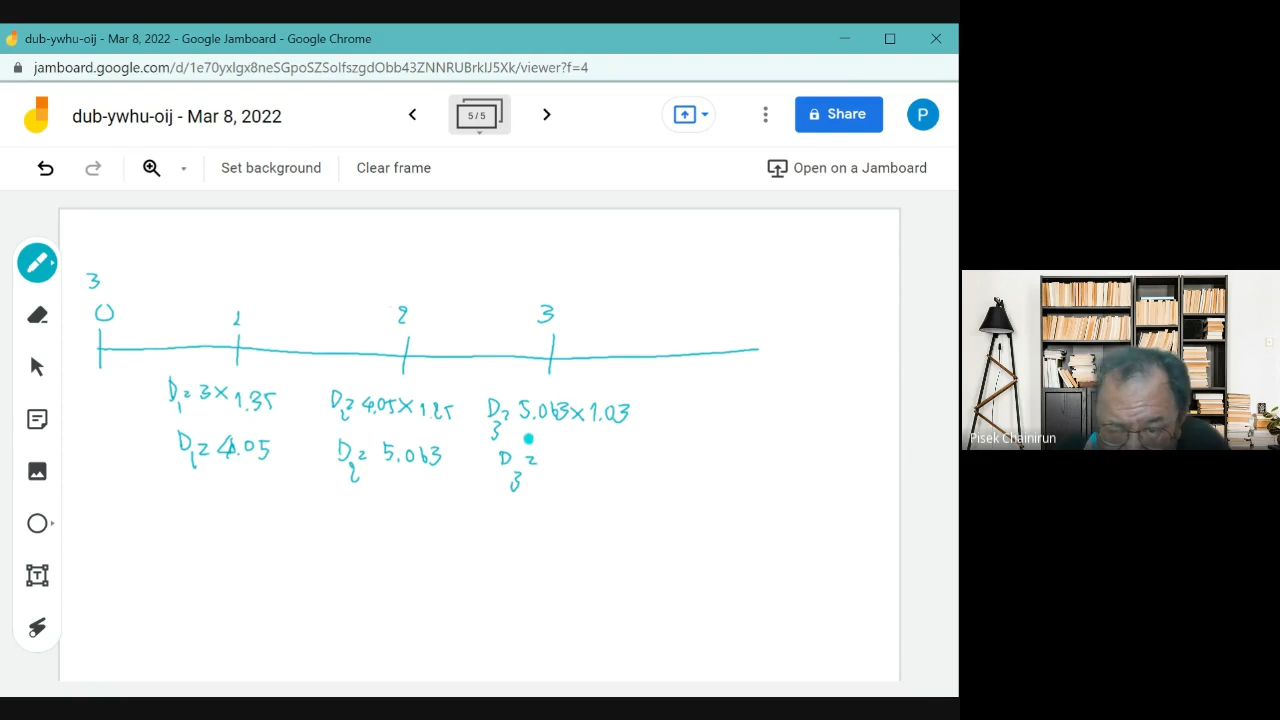 dub-ywhu-oij - Mar 8, 2022 - Google Jamboard - Google Chrome
jamboard.google.com/d/1e70yxlgx8neSGpoSZSolfszgdObb43ZNNRUBrkIJ5Xk/viewer?f=4
dub-ywhu-oij - Mar 8, 2022
5 / 5
Share
P
Set background
Clear frame
Open on a Jamboard
3
0 1 2 3
D1 = 3 × 1.35
D2 = 4.05 × 1.25
D3 = 5.063 × 1.03
D1 = 4.05
D2 = 5.063
D3 =
Pisek Chainirun